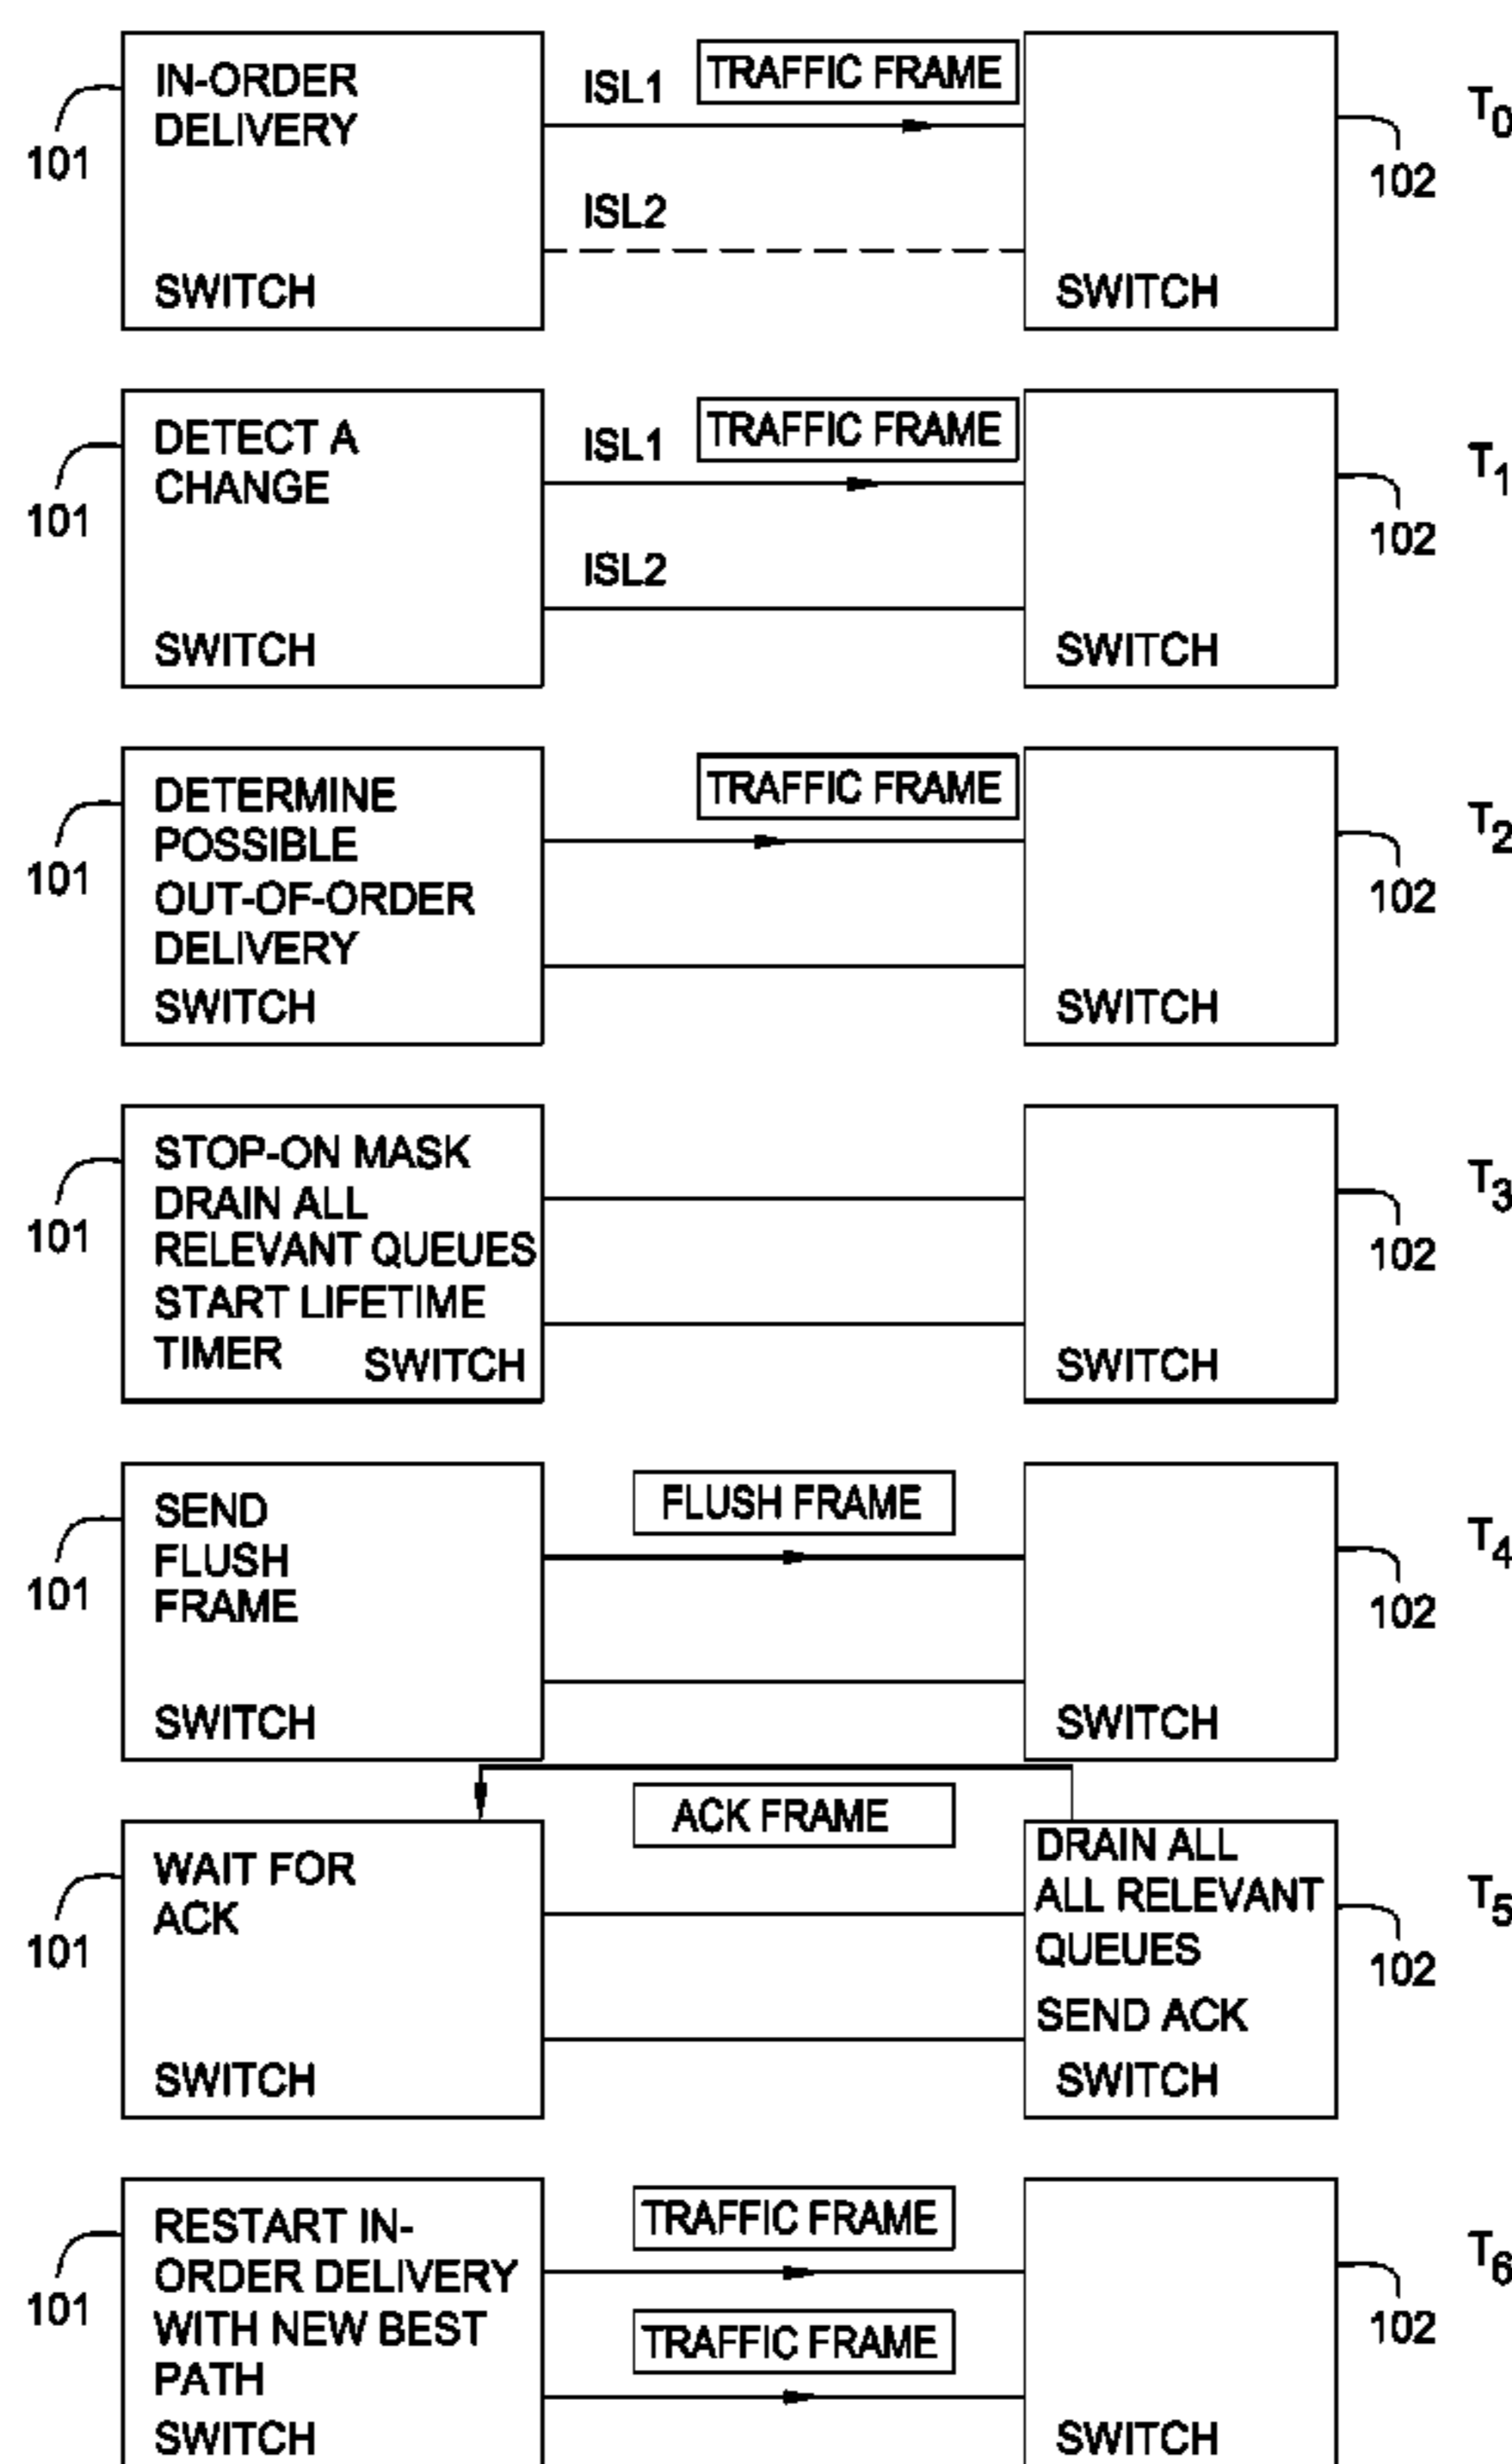 IN-ORDER
DELIVERY
ISL1
TRAFFIC FRAME
ISL2
SWITCH
SWITCH
101
102
T0
DETECT A
CHANGE
ISL1
TRAFFIC FRAME
ISL2
SWITCH
SWITCH
101
102
T1
DETERMINE
POSSIBLE
OUT-OF-ORDER
DELIVERY
SWITCH
TRAFFIC FRAME
SWITCH
101
102
T2
STOP-ON MASK
DRAIN ALL
RELEVANT QUEUES
START LIFETIME
TIMER SWITCH
SWITCH
101
102
T3
SEND
FLUSH
FRAME
SWITCH
FLUSH FRAME
SWITCH
101
102
T4
WAIT FOR
ACK
SWITCH
ACK FRAME
DRAIN ALL
ALL RELEVANT
QUEUES
SEND ACK
SWITCH
101
102
T5
RESTART IN-
ORDER DELIVERY
WITH NEW BEST
PATH
SWITCH
TRAFFIC FRAME
TRAFFIC FRAME
SWITCH
101
102
T6